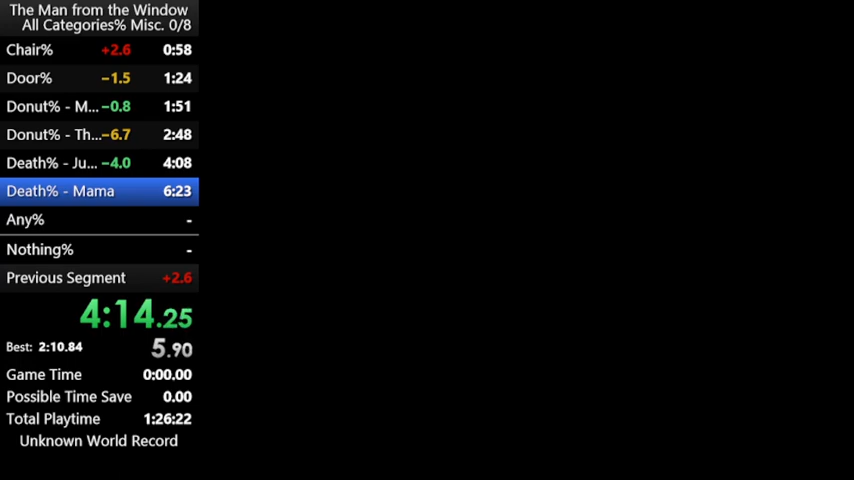 The Man from the Window
All Categories% Misc. 0/8
Chair% +2.6 0:58
Door% −1.5 1:24
Donut% - M... −0.8 1:51
Donut% - Th... −6.7 2:48
Death% - Ju... −4.0 4:08
Death% - Mama 6:23
Any% -
Nothing% -
Previous Segment +2.6
4:14.25
Best: 2:10.84 5.90
Game Time 0:00.00
Possible Time Save 0.00
Total Playtime 1:26:22
Unknown World Record